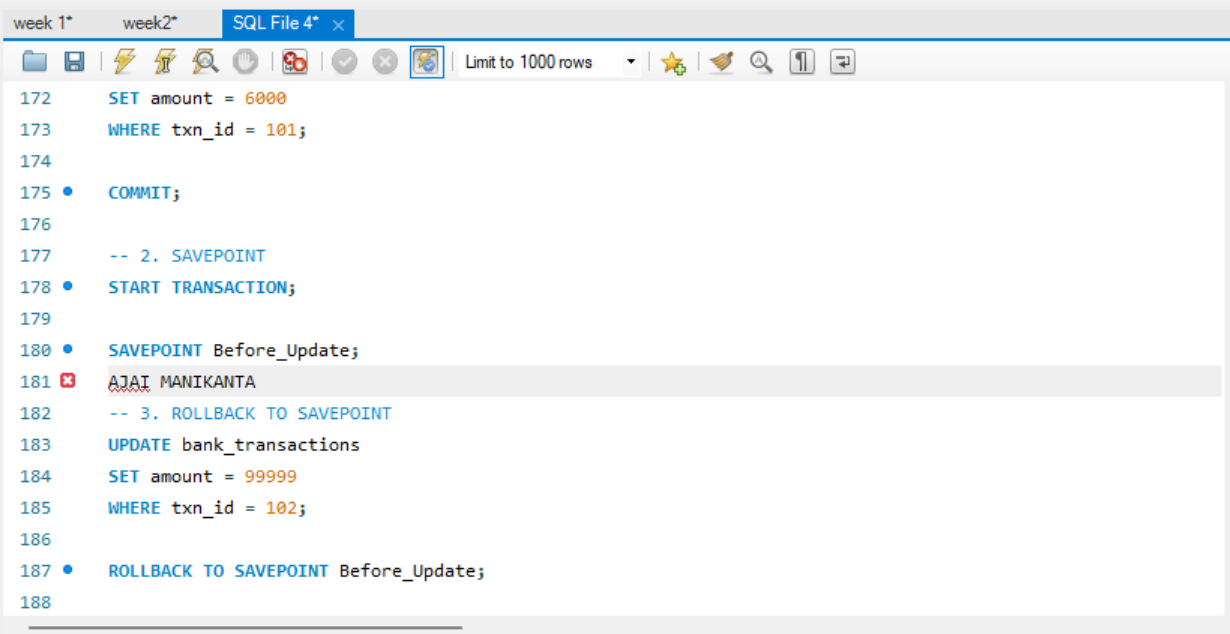 week 1*
week2*
SQL File 4*
Limit to 1000 rows
172 SET amount = 6000
173 WHERE txn_id = 101;
174
175 COMMIT;
176
177 -- 2. SAVEPOINT
178 START TRANSACTION;
179
180 SAVEPOINT Before_Update;
181 AJAI MANIKANTA
182 -- 3. ROLLBACK TO SAVEPOINT
183 UPDATE bank_transactions
184 SET amount = 99999
185 WHERE txn_id = 102;
186
187 ROLLBACK TO SAVEPOINT Before_Update;
188